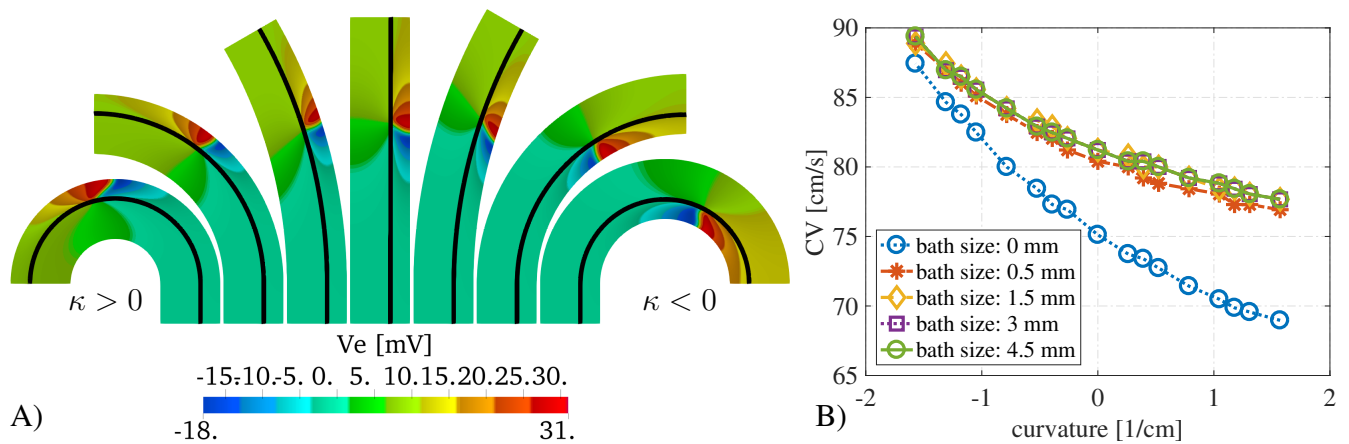 κ > 0
κ < 0
Ve [mV]
-15. -10. -5. 0. 5. 10. 15. 20. 25. 30.
-18. 31.
A)
90
85
80
75
70
65
CV [cm/s]
bath size: 0 mm
bath size: 0.5 mm
bath size: 1.5 mm
bath size: 3 mm
bath size: 4.5 mm
-2 -1 0 1 2
curvature [1/cm]
B)